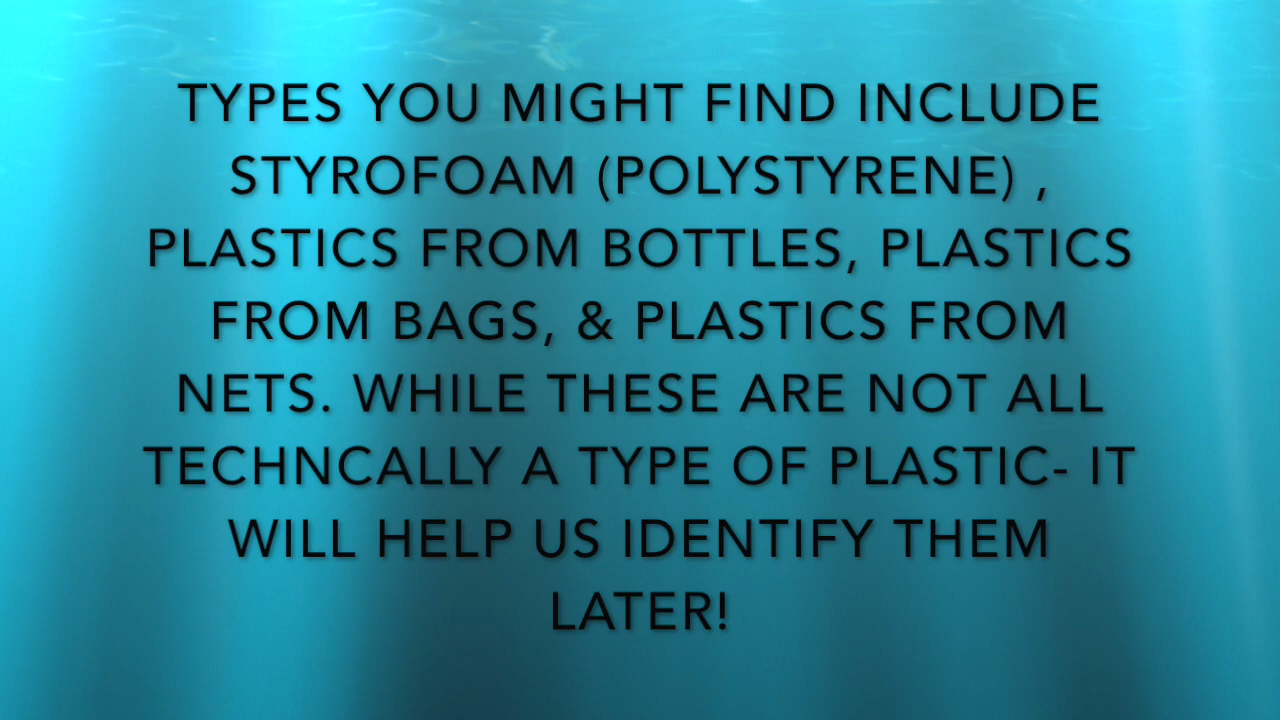 TYPES YOU MIGHT FIND INCLUDE
STYROFOAM (POLYSTYRENE) ,
PLASTICS FROM BOTTLES, PLASTICS
FROM BAGS, & PLASTICS FROM
NETS. WHILE THESE ARE NOT ALL
TECHNCALLY A TYPE OF PLASTIC- IT
WILL HELP US IDENTIFY THEM
LATER!